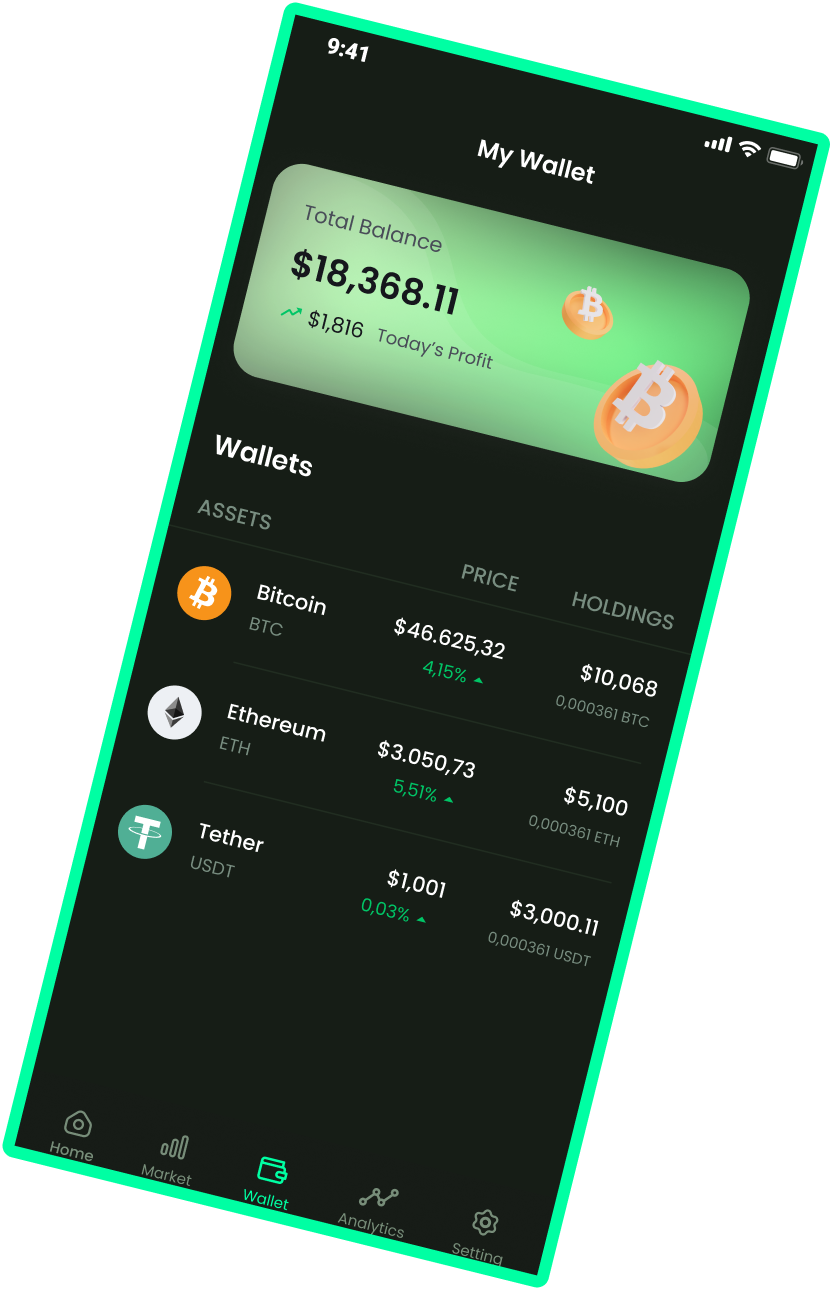 9:41
My Wallet
Total Balance
$18,368.11
$1,816 Today's Profit
Wallets
ASSETS PRICE HOLDINGS
Bitcoin $46.625,32 $10,068
BTC 4,15% 0,000361 BTC
Ethereum $3.050,73 $5,100
ETH 5,51% 0,000361 ETH
Tether $1,001 $3,000.11
USDT 0,03% 0,000361 USDT
Home Market Wallet Analytics Setting